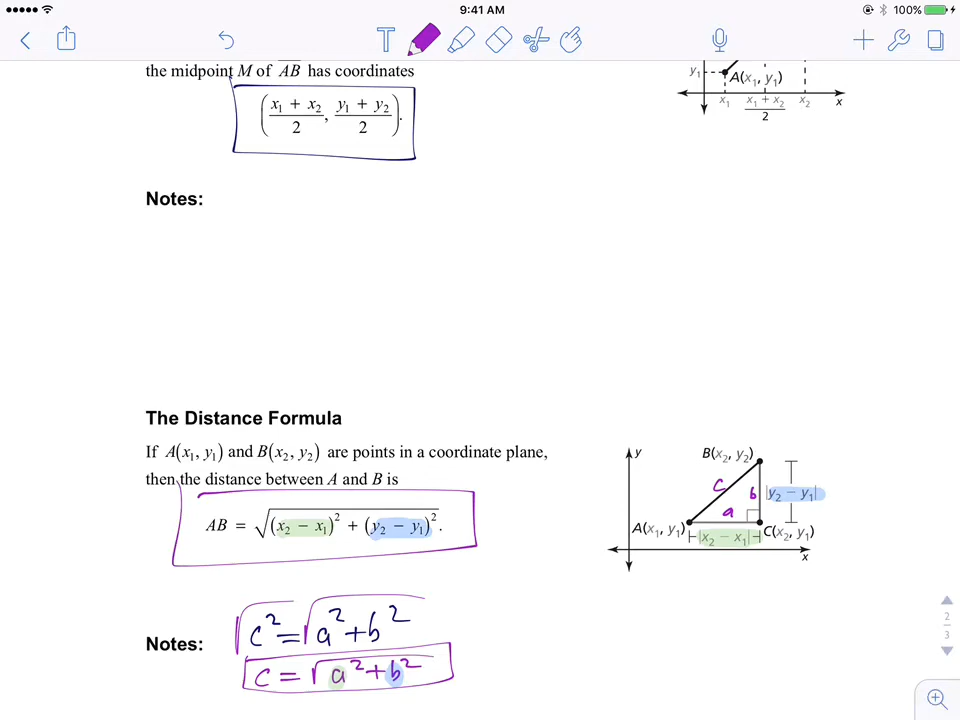 9:41 AM
100%
T
the midpoint M of AB has coordinates
(x₁ + x₂ / 2, y₁ + y₂ / 2).
y₁
A(x₁, y₁)
x₁ x₁ + x₂ / 2 x₂ x
Notes:
The Distance Formula
If A(x₁, y₁) and B(x₂, y₂) are points in a coordinate plane,
then the distance between A and B is
AB = √(x₂ − x₁)² + (y₂ − y₁)².
y
B(x₂, y₂)
c
b
|y₂ − y₁|
a
A(x₁, y₁)
C(x₂, y₁)
|x₂ − x₁|
x
Notes:
√c² = √a² + b²
c = √a² + b²
2
3